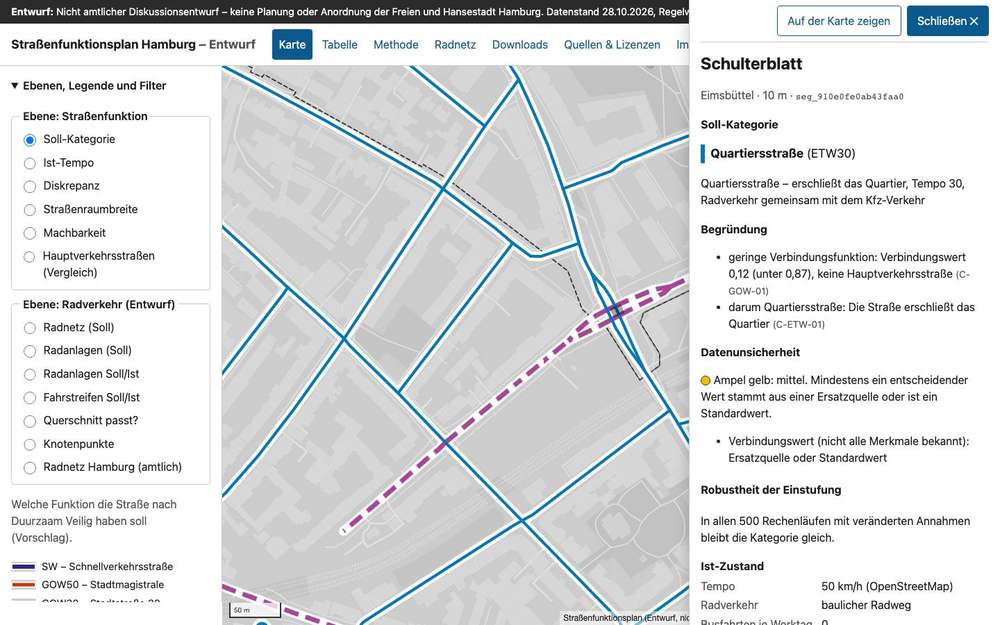 Entwurf: Nicht amtlicher Diskussionsentwurf – keine Planung oder Anordnung der Freien und Hansestadt Hamburg. Datenstand 28.10.2026,
Straßenfunktionsplan Hamburg – Entwurf
Karte
Tabelle
Methode
Radnetz
Downloads
Quellen & Lizenzen
Im
▼ Ebenen, Legende und Filter
Ebene: Straßenfunktion
Soll-Kategorie
Ist-Tempo
Diskrepanz
Straßenraumbreite
Machbarkeit
Hauptverkehrsstraßen
(Vergleich)
Ebene: Radverkehr (Entwurf)
Radnetz (Soll)
Radanlagen (Soll)
Radanlagen Soll/Ist
Fahrstreifen Soll/Ist
Querschnitt passt?
Knotenpunkte
Radnetz Hamburg (amtlich)
Welche Funktion die Straße nach
Duurzaam Veilig haben soll
(Vorschlag).
SW – Schnellverkehrsstraße
GOW50 – Stadtmagistrale
50 m
Straßenfunktionsplan (Entwurf,
Auf der Karte zeigen
Schließen ✕
Schulterblatt
Eimsbüttel · 10 m · seg_910e0fe0ab43faa0
Soll-Kategorie
Quartiersstraße (ETW30)
Quartiersstraße – erschließt das Quartier, Tempo 30,
Radverkehr gemeinsam mit dem Kfz-Verkehr
Begründung
• geringe Verbindungsfunktion: Verbindungswert
0,12 (unter 0,87), keine Hauptverkehrsstraße (C-
GOW-01)
• darum Quartiersstraße: Die Straße erschließt das
Quartier (C-ETW-01)
Datenunsicherheit
Ampel gelb: mittel. Mindestens ein entscheidender
Wert stammt aus einer Ersatzquelle oder ist ein
Standardwert.
• Verbindungswert (nicht alle Merkmale bekannt):
Ersatzquelle oder Standardwert
Robustheit der Einstufung
In allen 500 Rechenläufen mit veränderten Annahmen
bleibt die Kategorie gleich.
Ist-Zustand
Tempo 50 km/h (OpenStreetMap)
Radverkehr baulicher Radweg
Busfahrten je Werktag 0